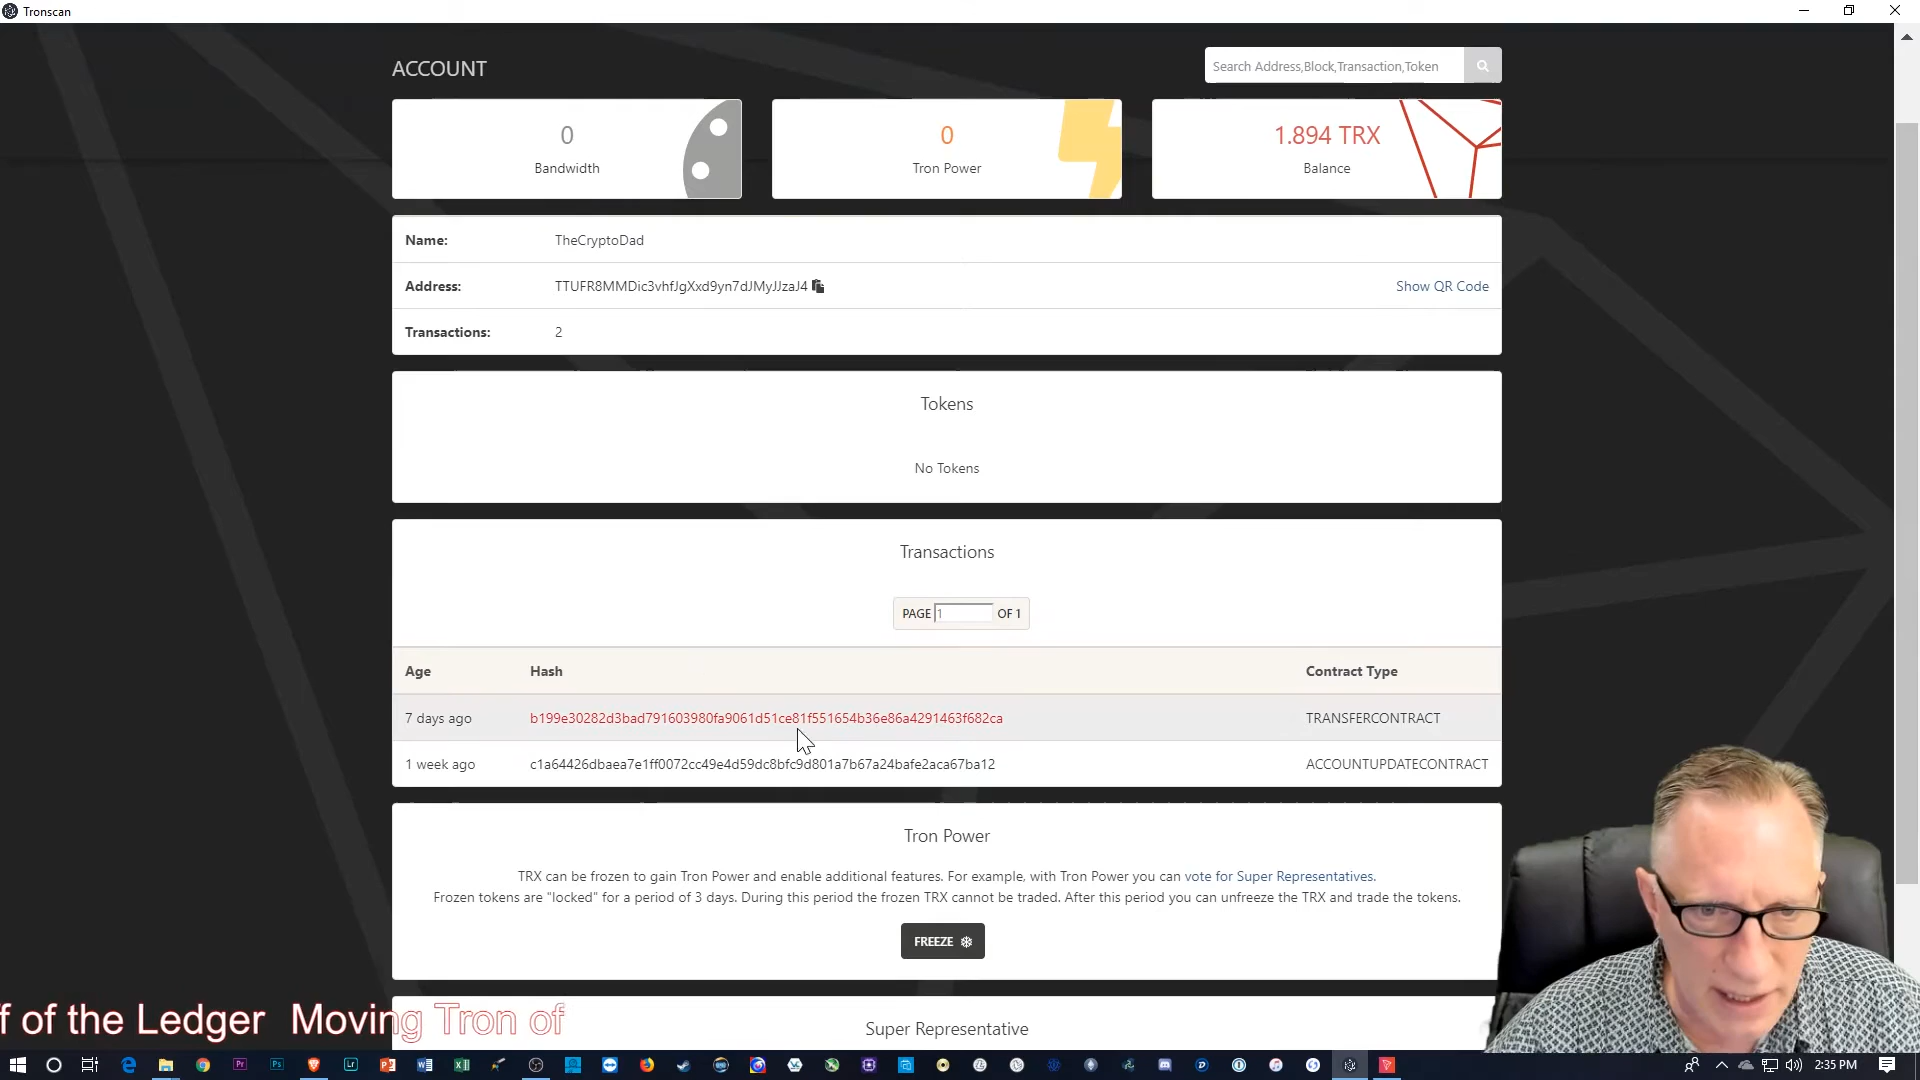 Tronscan
ACCOUNT
Search Address,Block,Transaction,Token
0
Bandwidth
0
Tron Power
1.894 TRX
Balance
Name: TheCryptoDad
Address: TTUFR8MMDic3vhfJgXxd9yn7dJMyJJzaJ4 Show QR Code
Transactions: 2
Tokens
No Tokens
Transactions
PAGE 1 OF 1
Age Hash Contract Type
7 days ago b199e30282d3bad791603980fa9061d51ce81f551654b36e86a4291463f682ca TRANSFERCONTRACT
1 week ago c1a64426dbaea7e1ff0072cc49e4d59dc8bfc9d801a7b67a24bafe2aca67ba12 ACCOUNTUPDATECONTRACT
Tron Power
TRX can be frozen to gain Tron Power and enable additional features. For example, with Tron Power you can vote for Super Representatives.
Frozen tokens are "locked" for a period of 3 days. During this period the frozen TRX cannot be traded. After this period you can unfreeze the TRX and trade the tokens.
FREEZE
f of the Ledger Moving Tron of
Super Representative
2:35 PM